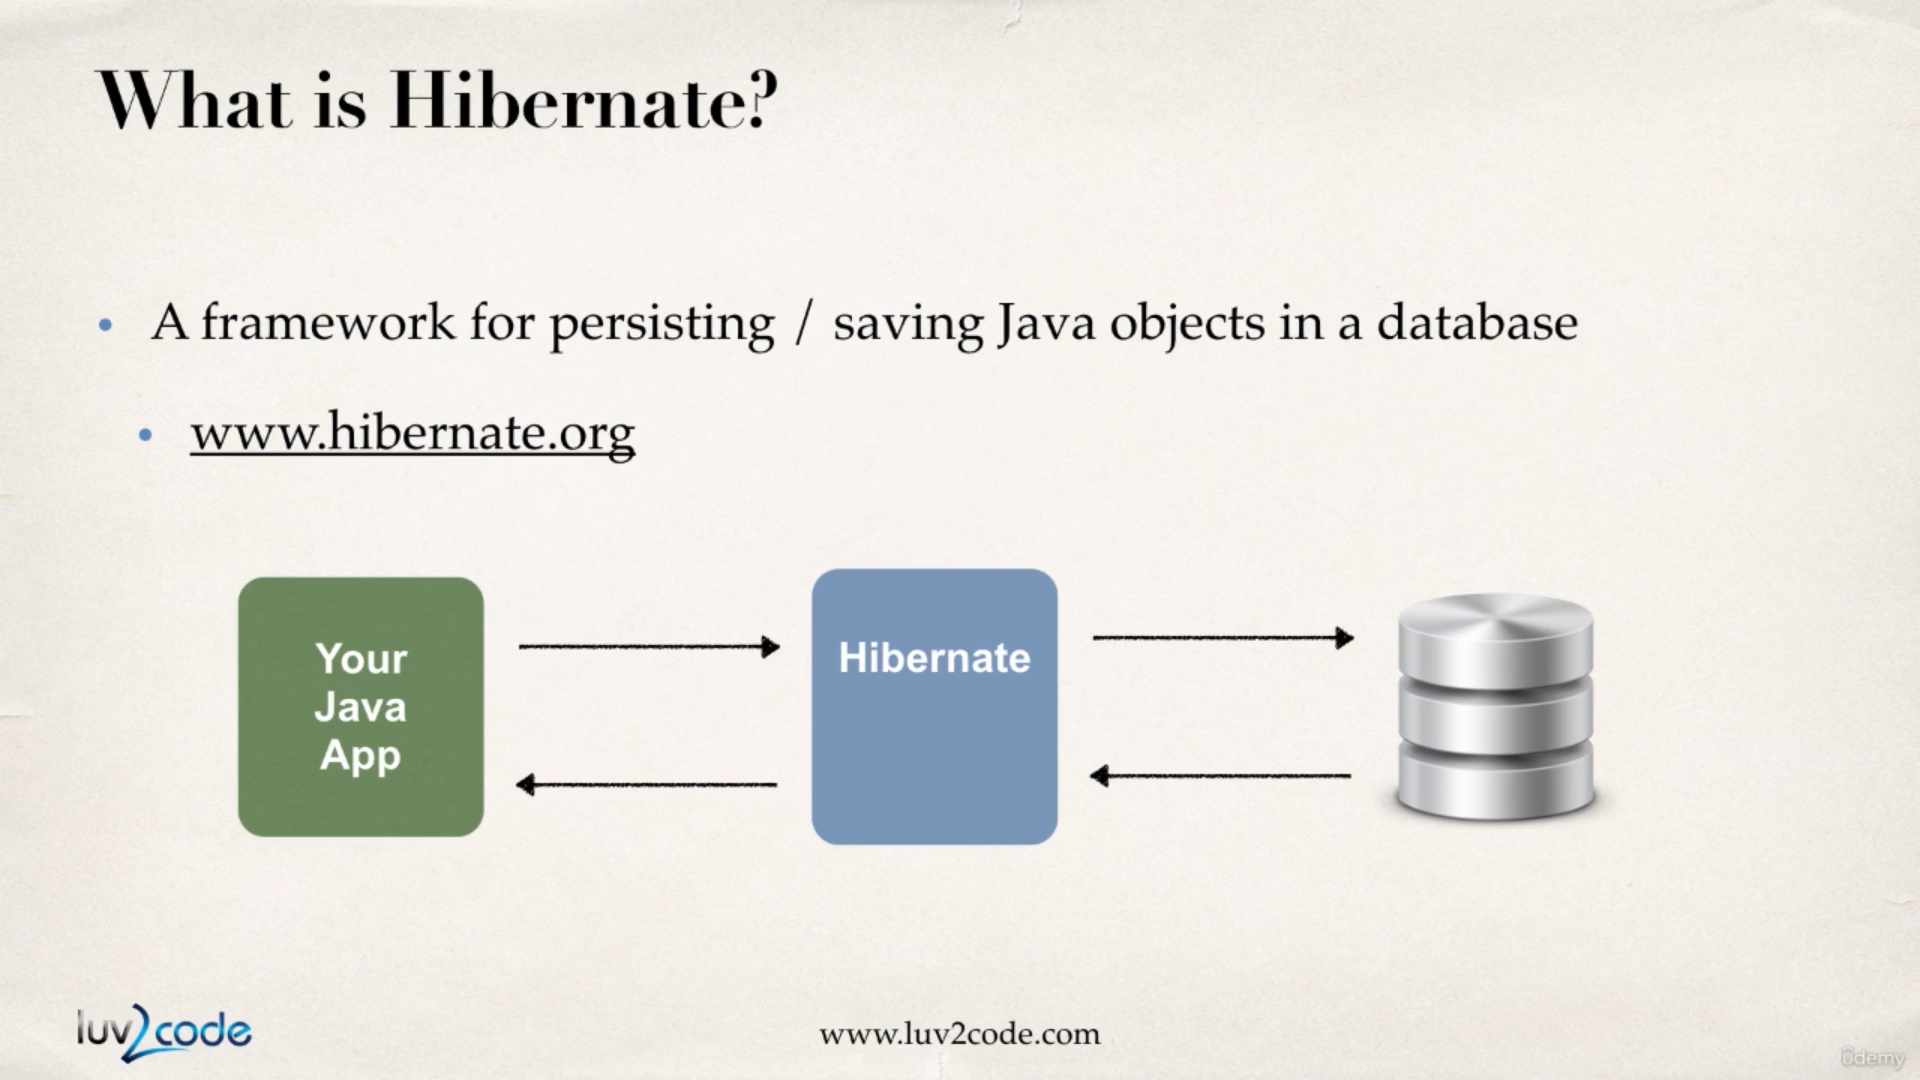 What is Hibernate?
• A framework for persisting / saving Java objects in a database
• www.hibernate.org
Your
Java
App
Hibernate
luv2code
www.luv2code.com
ûdemy